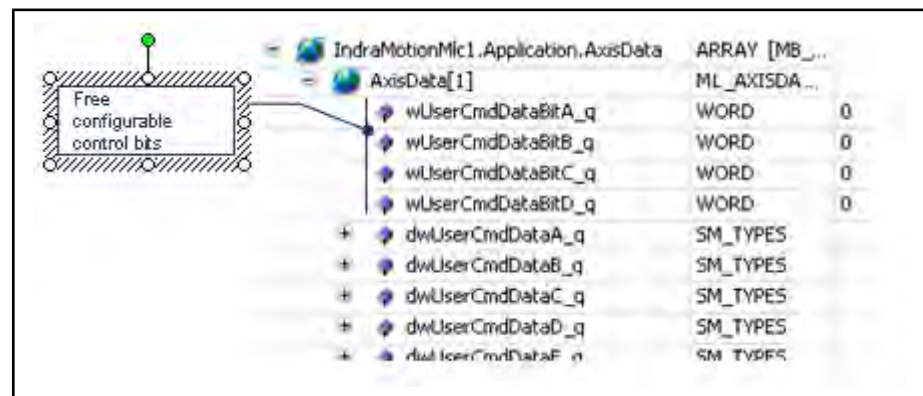 Free
configurable
control bits
IndraMotionMlc1.Application.AxisData ARRAY [MB_...
AxisData[1] ML_AXISDA...
wUserCmdDataBitA_q WORD 0
wUserCmdDataBitB_q WORD 0
wUserCmdDataBitC_q WORD 0
wUserCmdDataBitD_q WORD 0
dwUserCmdDataA_q SM_TYPES
dwUserCmdDataB_q SM_TYPES
dwUserCmdDataC_q SM_TYPES
dwUserCmdDataD_q SM_TYPES
dwUserCmdDataE_q SM_TYPES